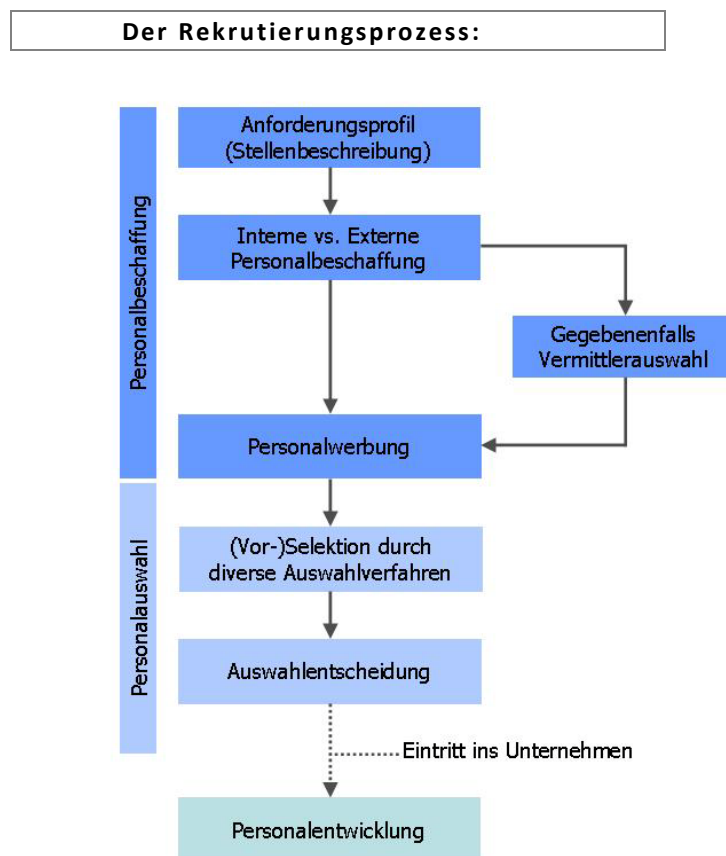 Der Rekrutierungsprozess:
Personalbeschaffung
Anforderungsprofil
(Stellenbeschreibung)
Interne vs. Externe
Personalbeschaffung
Gegebenenfalls
Vermittlerauswahl
Personalwerbung
Personalauswahl
(Vor-)Selektion durch
diverse Auswahlverfahren
Auswahlentscheidung
Eintritt ins Unternehmen
Personalentwicklung